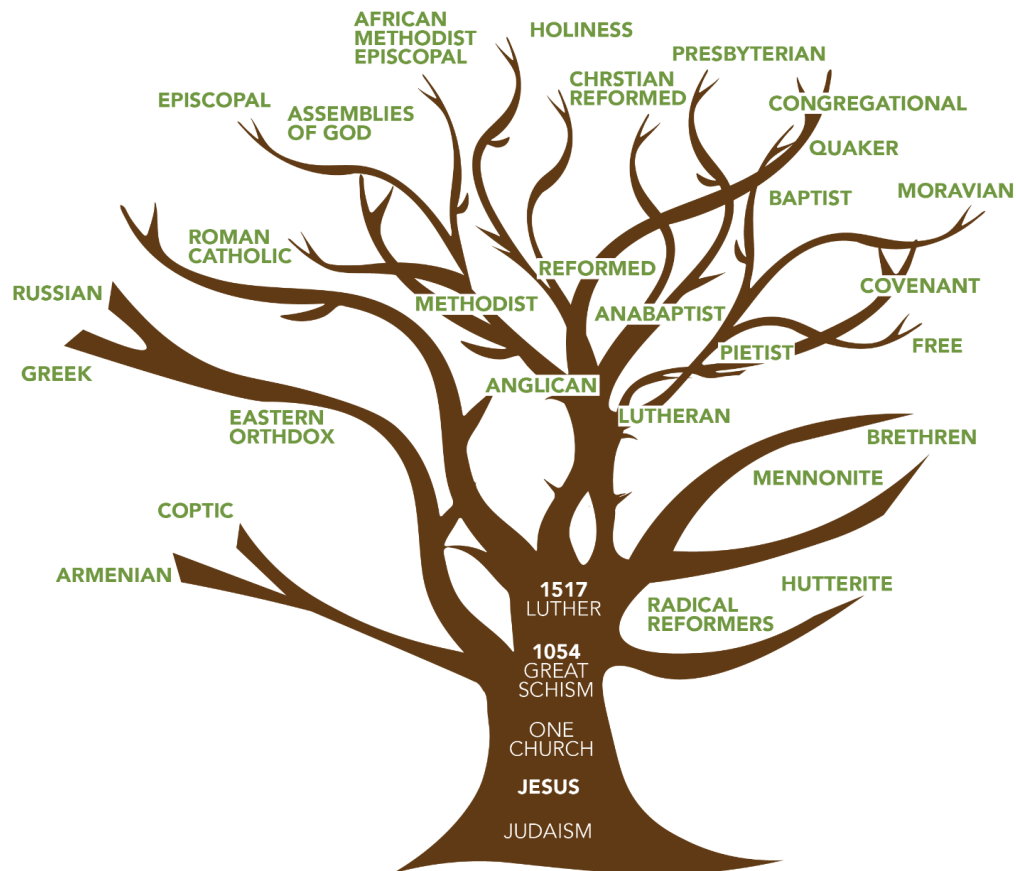 AFRICAN
METHODIST
EPISCOPAL
HOLINESS
PRESBYTERIAN
CHRSTIAN
REFORMED
EPISCOPAL
ASSEMBLIES
OF GOD
CONGREGATIONAL
QUAKER
BAPTIST
MORAVIAN
ROMAN
CATHOLIC
REFORMED
COVENANT
RUSSIAN
METHODIST
ANABAPTIST
FREE
PIETIST
GREEK
ANGLICAN
LUTHERAN
EASTERN
ORTHDOX
BRETHREN
MENNONITE
COPTIC
ARMENIAN
HUTTERITE
1517
LUTHER
RADICAL
REFORMERS
1054
GREAT
SCHISM
ONE
CHURCH
JESUS
JUDAISM